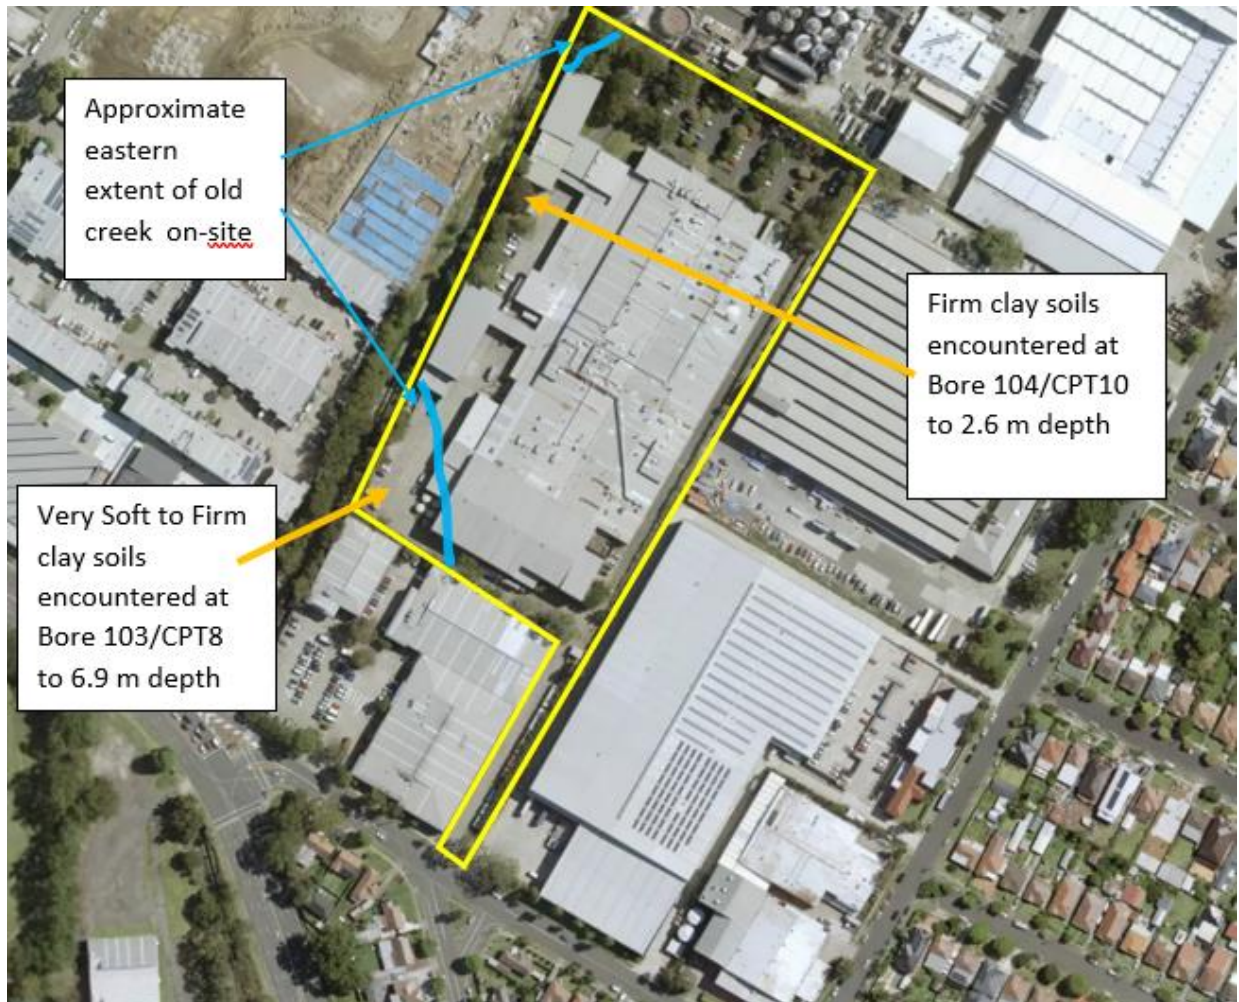 Approximate
eastern
extent of old
creek on-site
Firm clay soils
encountered at
Bore 104/CPT10
to 2.6 m depth
Very Soft to Firm
clay soils
encountered at
Bore 103/CPT8
to 6.9 m depth